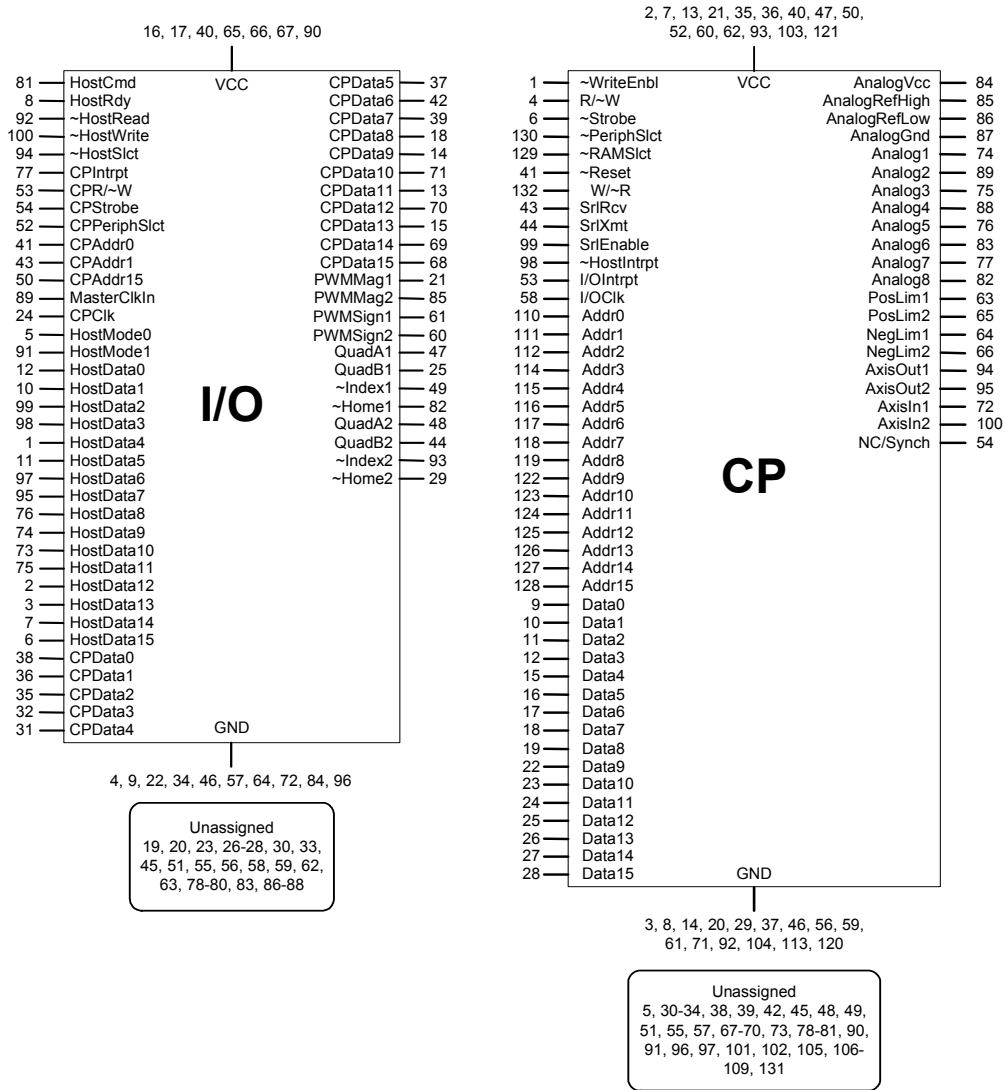 16, 17, 40, 65, 66, 67, 90
VCC
81 HostCmd
8 HostRdy
92 ~HostRead
100 ~HostWrite
94 ~HostSlct
77 CPIntrpt
53 CPR/~W
54 CPStrobe
52 CPPeriphSlct
41 CPAddr0
43 CPAddr1
50 CPAddr15
89 MasterClkIn
24 CPClk
5 HostMode0
91 HostMode1
12 HostData0
10 HostData1
99 HostData2
98 HostData3
1 HostData4
11 HostData5
97 HostData6
95 HostData7
76 HostData8
74 HostData9
73 HostData10
75 HostData11
2 HostData12
3 HostData13
7 HostData14
6 HostData15
38 CPData0
36 CPData1
35 CPData2
32 CPData3
31 CPData4
I/O
CPData5 37
CPData6 42
CPData7 39
CPData8 18
CPData9 14
CPData10 71
CPData11 13
CPData12 70
CPData13 15
CPData14 69
CPData15 68
PWMMag1 21
PWMMag2 85
PWMSign1 61
PWMSign2 60
QuadA1 47
QuadB1 25
~Index1 49
~Home1 82
QuadA2 48
QuadB2 44
~Index2 93
~Home2 29
GND
4, 9, 22, 34, 46, 57, 64, 72, 84, 96
Unassigned
19, 20, 23, 26-28, 30, 33,
45, 51, 55, 56, 58, 59, 62,
63, 78-80, 83, 86-88
2, 7, 13, 21, 35, 36, 40, 47, 50,
52, 60, 62, 93, 103, 121
VCC
1 ~WriteEnbl
4 R/~W
6 ~Strobe
130 ~PeriphSlct
129 ~RAMSlct
41 ~Reset
132 W/~R
43 SrlRcv
44 SrlXmt
99 SrlEnable
98 ~HostIntrpt
53 I/OIntrpt
58 I/OClk
110 Addr0
111 Addr1
112 Addr2
114 Addr3
115 Addr4
116 Addr5
117 Addr6
118 Addr7
119 Addr8
122 Addr9
123 Addr10
124 Addr11
125 Addr12
126 Addr13
127 Addr14
128 Addr15
9 Data0
10 Data1
11 Data2
12 Data3
15 Data4
16 Data5
17 Data6
18 Data7
19 Data8
22 Data9
23 Data10
24 Data11
25 Data12
26 Data13
27 Data14
28 Data15
CP
AnalogVcc 84
AnalogRefHigh 85
AnalogRefLow 86
AnalogGnd 87
Analog1 74
Analog2 89
Analog3 75
Analog4 88
Analog5 76
Analog6 83
Analog7 77
Analog8 82
PosLim1 63
PosLim2 65
NegLim1 64
NegLim2 66
AxisOut1 94
AxisOut2 95
AxisIn1 72
AxisIn2 100
NC/Synch 54
GND
3, 8, 14, 20, 29, 37, 46, 56, 59,
61, 71, 92, 104, 113, 120
Unassigned
5, 30-34, 38, 39, 42, 45, 48, 49,
51, 55, 57, 67-70, 73, 78-81, 90,
91, 96, 97, 101, 102, 105, 106-
109, 131